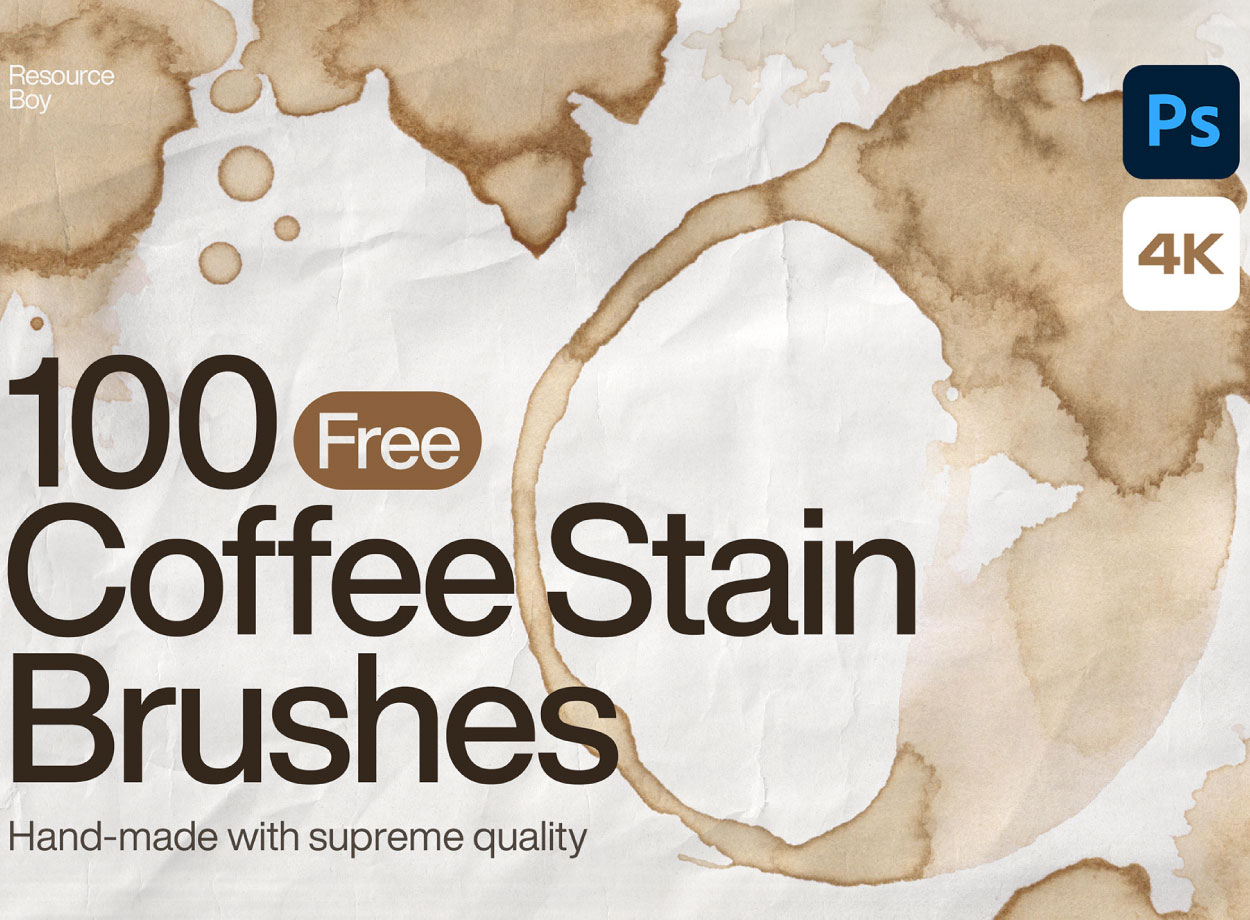 Resource
Boy
Ps
4K
100 Free
Coffee Stain
Brushes
Hand-made with supreme quality